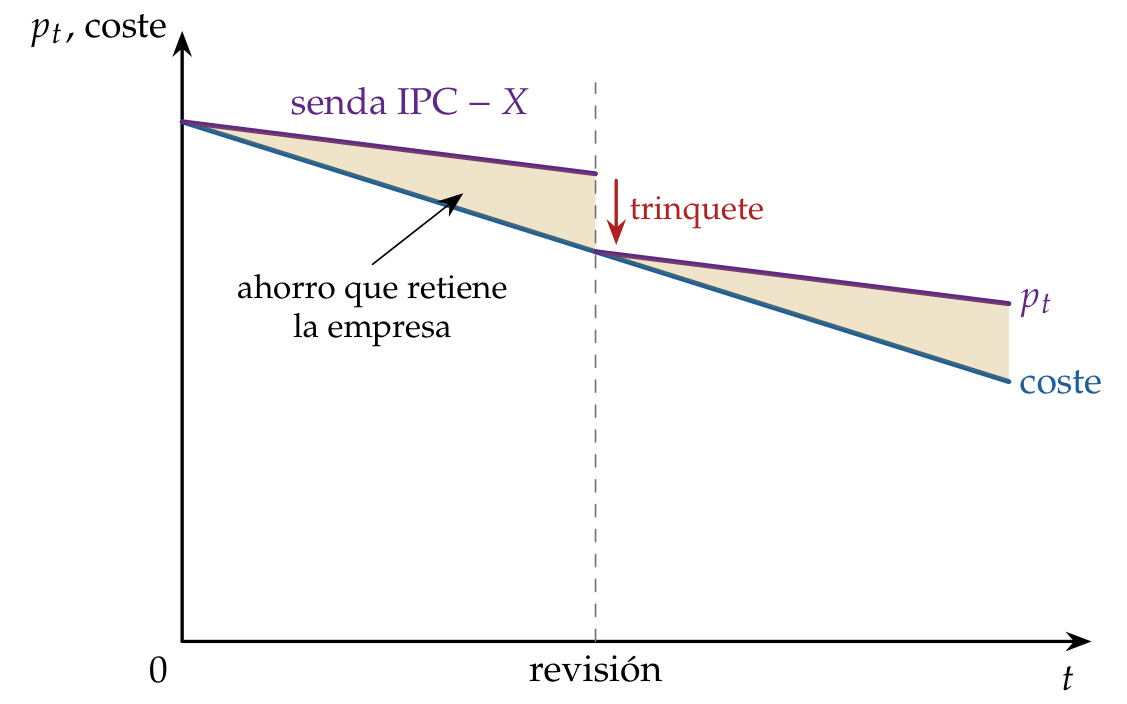 p_t, coste
senda IPC − X
trinquete
ahorro que retiene
la empresa
p_t
coste
0
revisión
t